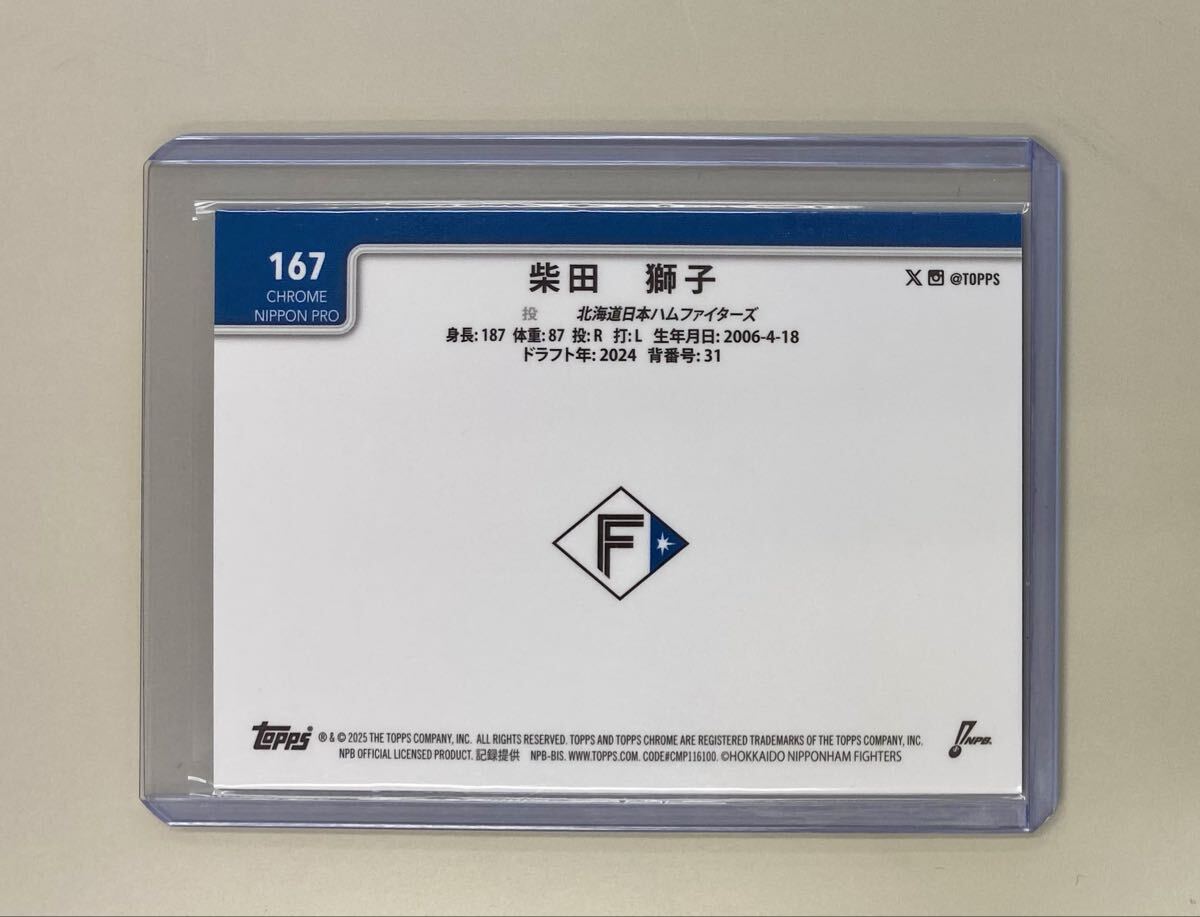 167
CHROME
NIPPON PRO
柴田 獅子
@TOPPS
投 北海道日本ハムファイターズ
身長: 187 体重: 87 投: R 打: L 生年月日: 2006-4-18
ドラフト年: 2024 背番号: 31
F
topps ® & © 2025 THE TOPPS COMPANY, INC. ALL RIGHTS RESERVED. TOPPS AND TOPPS CHROME ARE REGISTERED TRADEMARKS OF THE TOPPS COMPANY, INC.
NPB OFFICIAL LICENSED PRODUCT. 記録提供 NPB-BIS. WWW.TOPPS.COM. CODE#CMP116100. ©HOKKAIDO NIPPONHAM FIGHTERS
NPB.